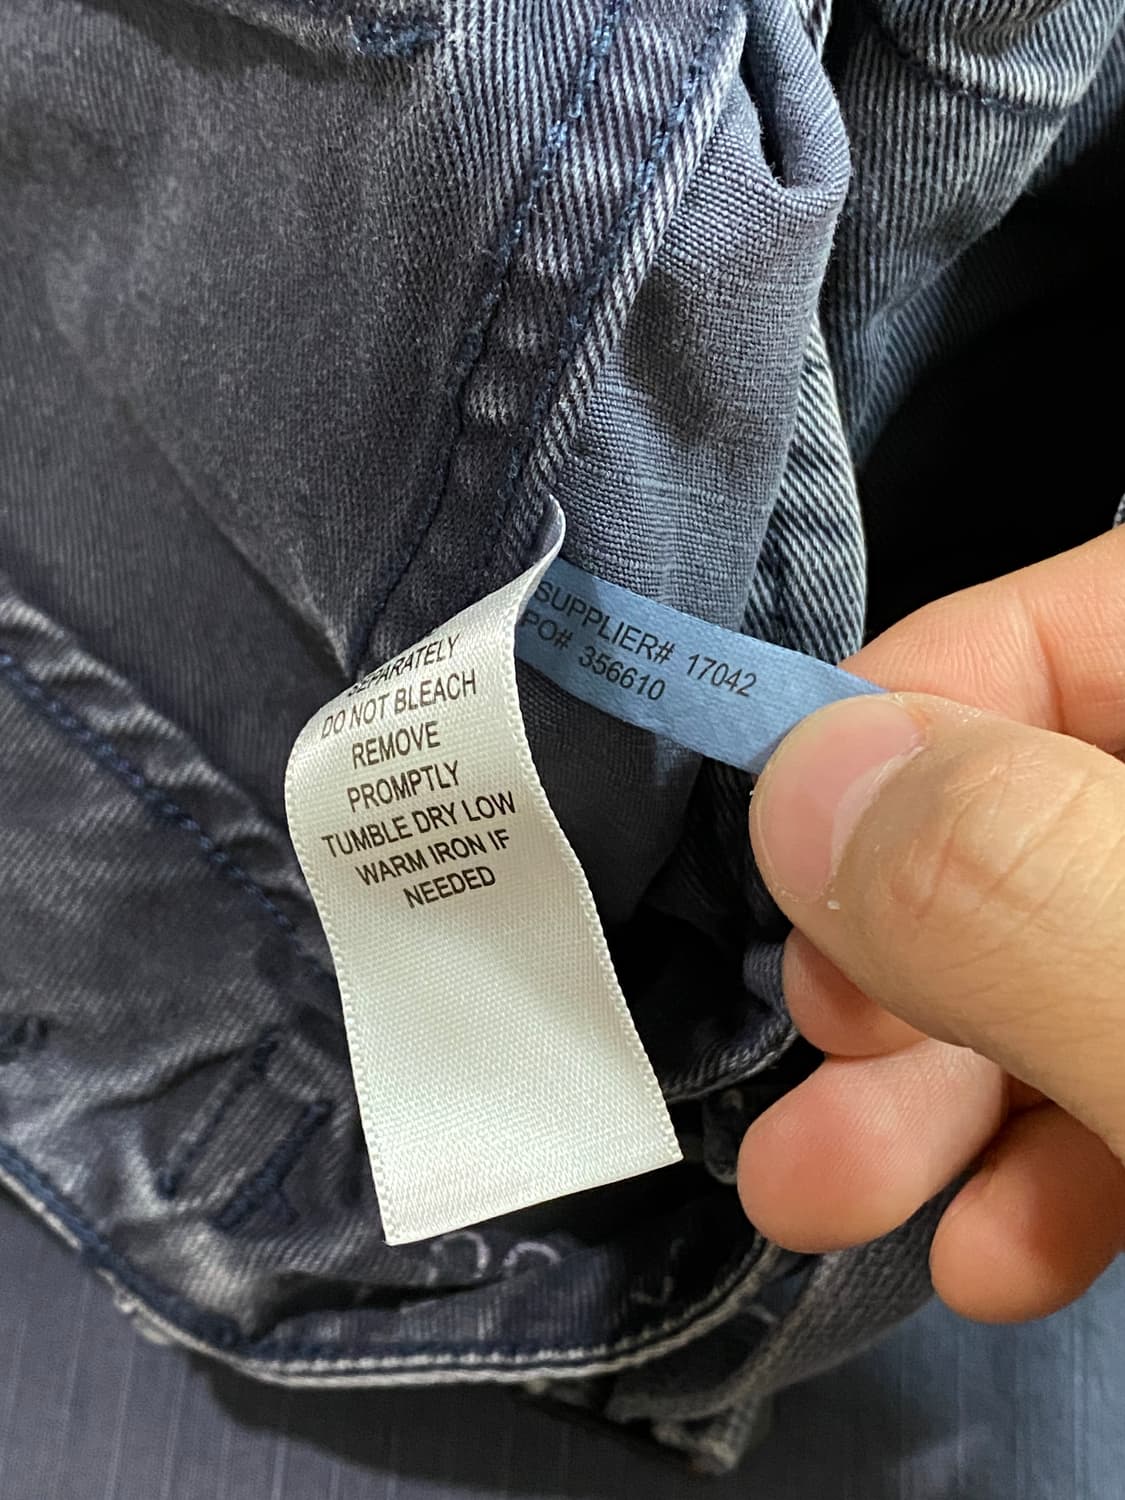 SEPARATELY
DO NOT BLEACH
REMOVE
PROMPTLY
TUMBLE DRY LOW
WARM IRON IF
NEEDED
SUPPLIER# 17042
PO# 356610